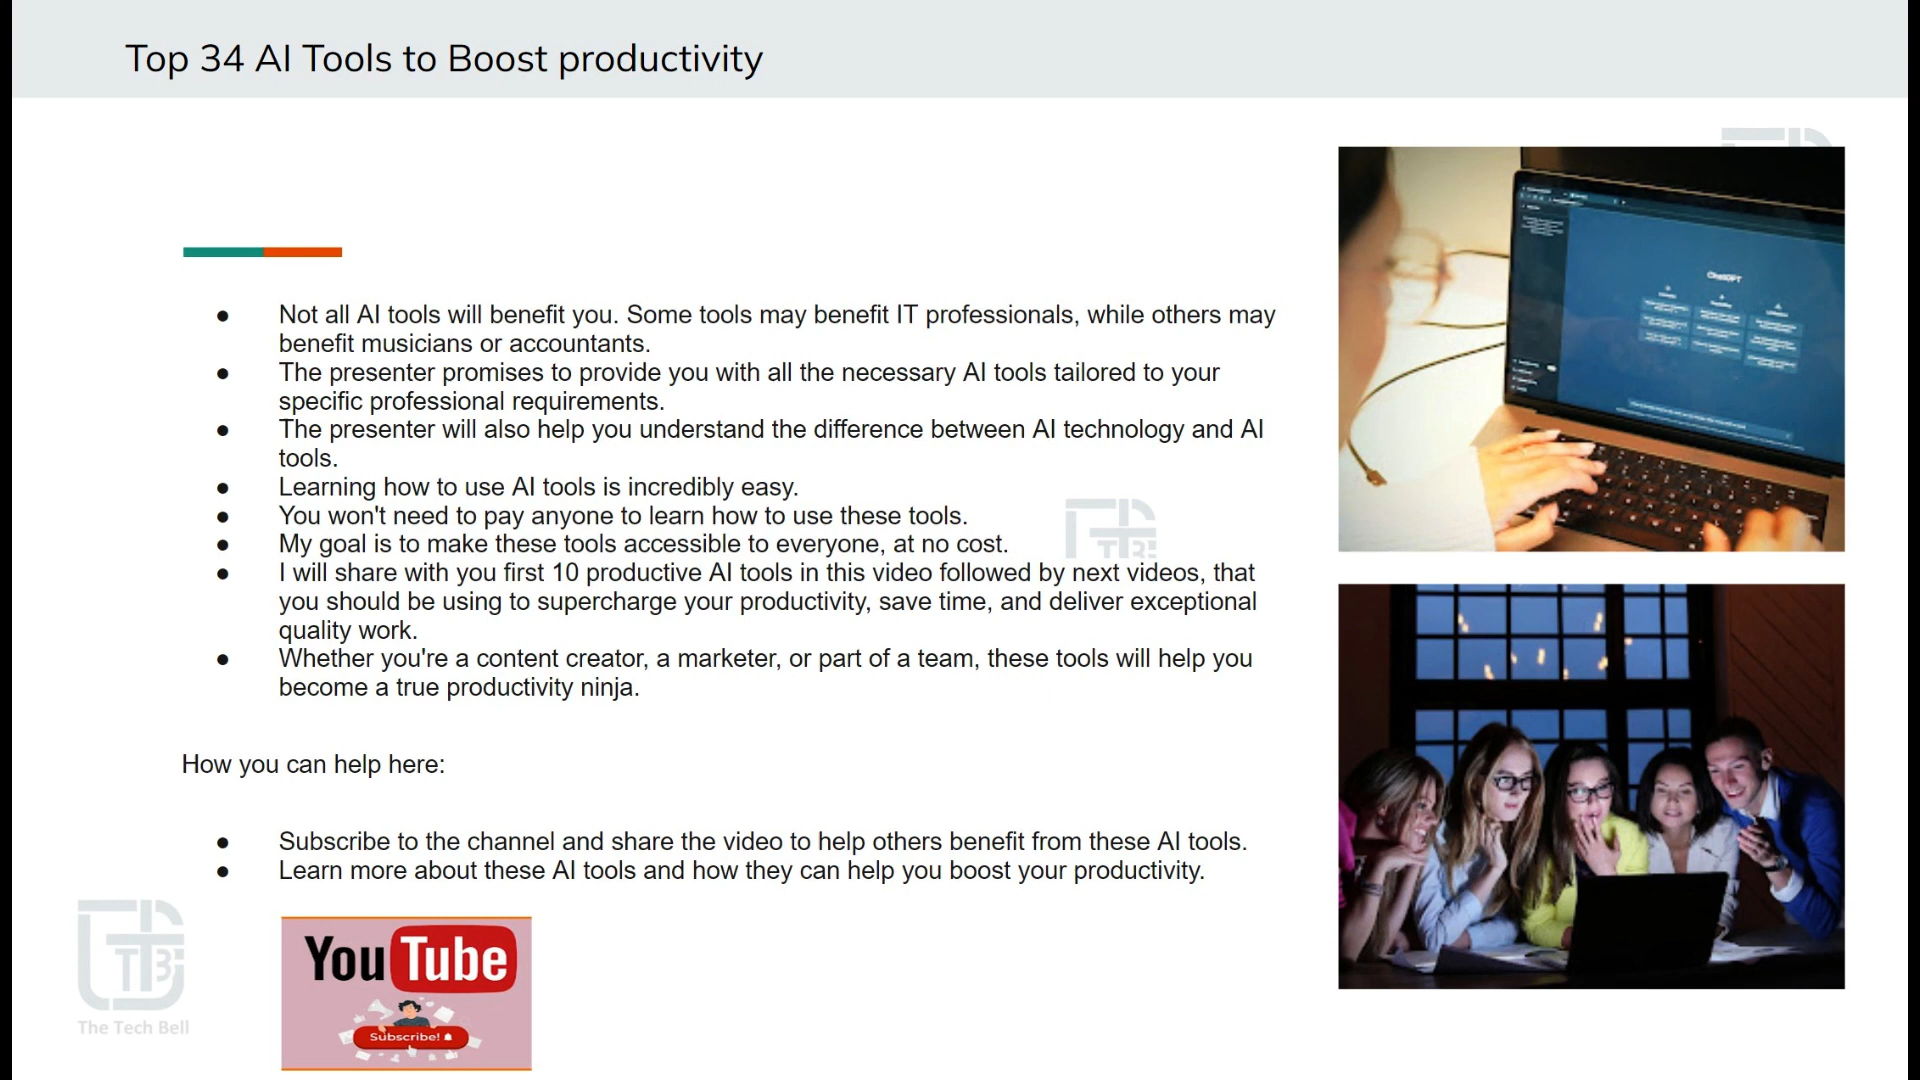 Top 34 AI Tools to Boost productivity
● Not all AI tools will benefit you. Some tools may benefit IT professionals, while others may
benefit musicians or accountants.
● The presenter promises to provide you with all the necessary AI tools tailored to your
specific professional requirements.
● The presenter will also help you understand the difference between AI technology and AI
tools.
● Learning how to use AI tools is incredibly easy.
● You won't need to pay anyone to learn how to use these tools.
● My goal is to make these tools accessible to everyone, at no cost.
● I will share with you first 10 productive AI tools in this video followed by next videos, that
you should be using to supercharge your productivity, save time, and deliver exceptional
quality work.
● Whether you're a content creator, a marketer, or part of a team, these tools will help you
become a true productivity ninja.
How you can help here:
● Subscribe to the channel and share the video to help others benefit from these AI tools.
● Learn more about these AI tools and how they can help you boost your productivity.
ChatGPT
YouTube
Subscribe!
TB
The Tech Bell